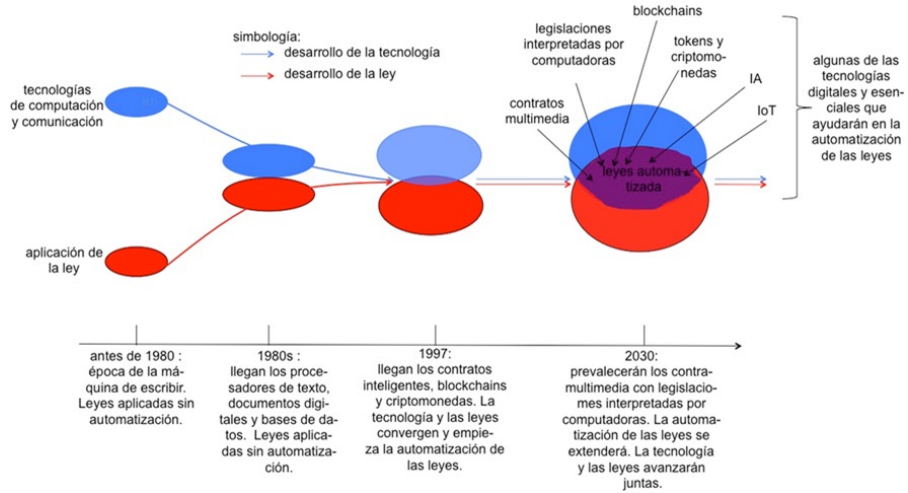 simbología:
desarrollo de la tecnología
desarrollo de la ley
tecnologías
de computación
y comunicación
aplicación de
la ley
blockchains
legislaciones
interpretadas por
computadoras
tokens y
criptomo-
nedas
contratos
multimedia
IA
IoT
leyes automa-
tizada
algunas de las
tecnologías
digitales y esen-
ciales que
ayudarán en la
automatización
de las leyes
antes de 1980 :
época de la má-
quina de escribir.
Leyes aplicadas sin
automatización.
1980s :
llegan los proce-
sadores de texto,
documentos digi-
tales y bases de da-
tos. Leyes aplica-
das sin automatiza-
ción.
1997:
llegan los contratos
inteligentes, blockchains
y criptomonedas. La
tecnología y las leyes
convergen y empie-
za la automatización de
las leyes.
2030:
prevalecerán los contra-
multimedia con legislacio-
mes interpretadas por
computadoras. La automa-
tización de las leyes se
extenderá. La tecnología
y las leyes avanzarán
juntas.